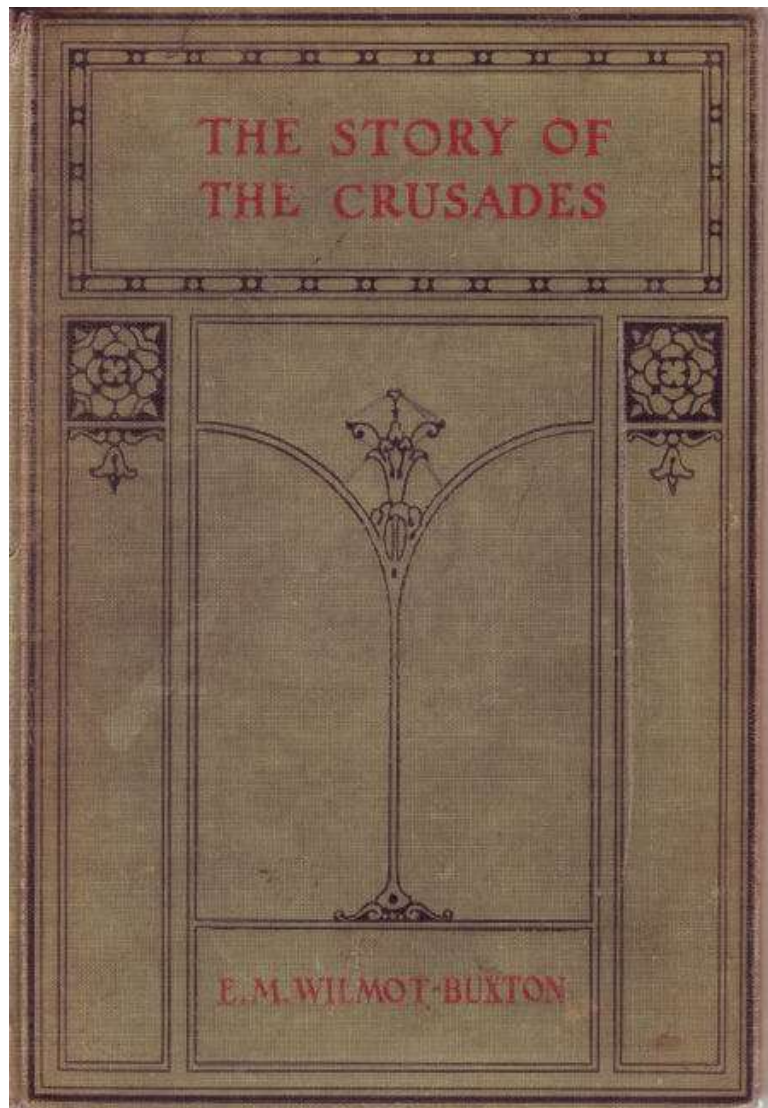 THE STORY OF
THE CRUSADES
E. M. WILMOT-BUXTON